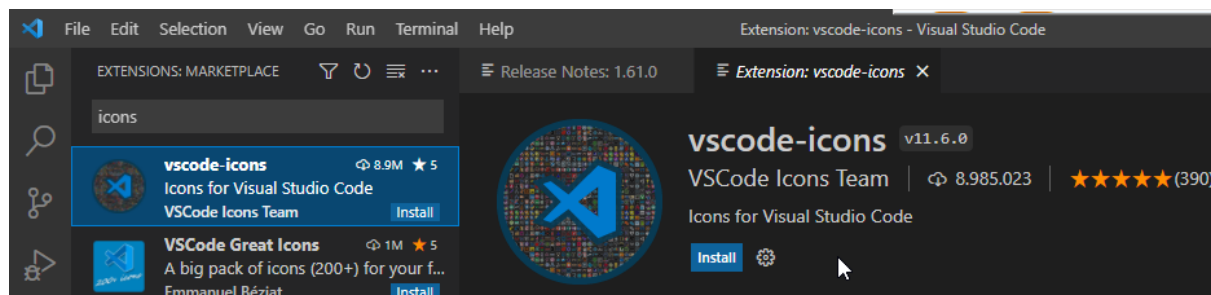 File Edit Selection View Go Run Terminal Help Extension: vscode-icons - Visual Studio Code
EXTENSIONS: MARKETPLACE
Release Notes: 1.61.0 Extension: vscode-icons
icons
vscode-icons 8.9M ★ 5
Icons for Visual Studio Code
VSCode Icons Team Install
VSCode Great Icons 1M ★ 5
A big pack of icons (200+) for your f...
Emmanuel Béziat Install
vscode-icons v11.6.0
VSCode Icons Team | 8.985.023 | ★★★★★(390)
Icons for Visual Studio Code
Install